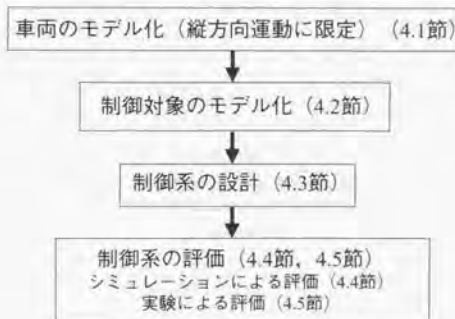 車両のモデル化（縦方向運動に限定）（4.1節）
制御対象のモデル化（4.2節）
制御系の設計（4.3節）
制御系の評価（4.4節，4.5節）
シミュレーションによる評価（4.4節）
実験による評価（4.5節）